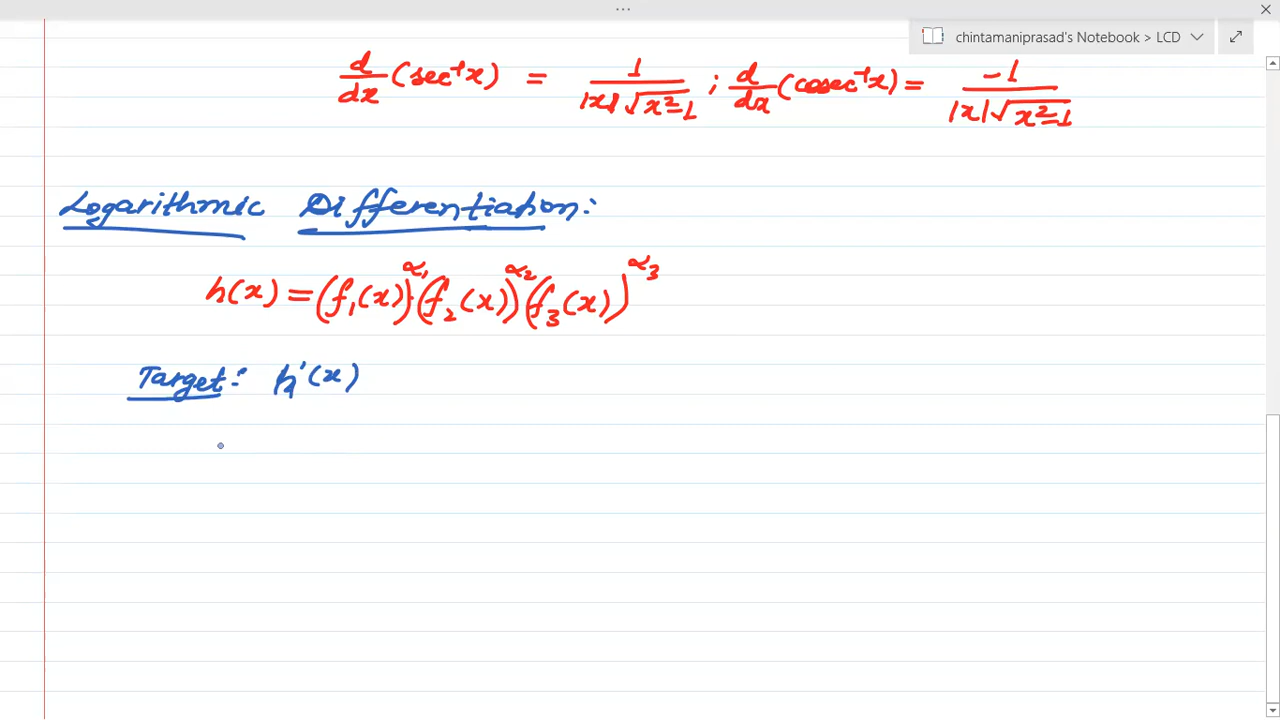 chintamaniprasad's Notebook > LCD
d/dx (sec⁻¹x) = 1/(|x|√(x²-1)) ; d/dx (cosec⁻¹x) = -1/(|x|√(x²-1))
Logarithmic Differentiation:
h(x) = (f₁(x))^α₁ · (f₂(x))^α₂ (f₃(x))^α₃
Target: h'(x)